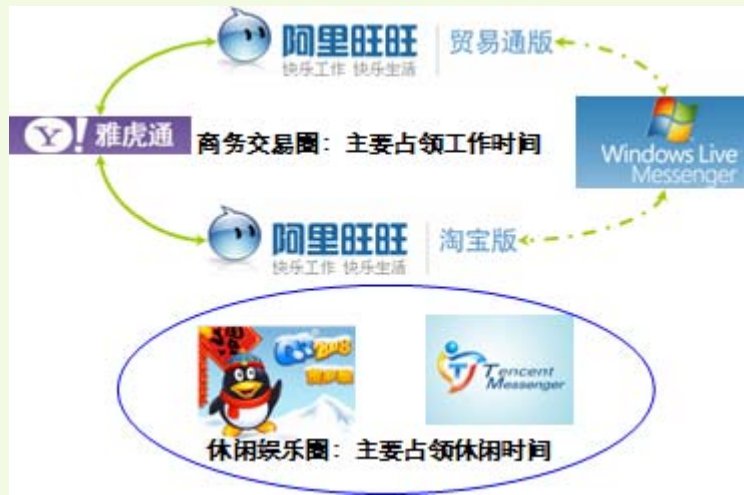 阿里旺旺 贸易通版
快乐工作 快乐生活
Y! 雅虎通
商务交易圈：主要占领工作时间
Windows Live
Messenger
阿里旺旺 淘宝版
快乐工作 快乐生活
2008
Tencent
Messenger
休闲娱乐圈：主要占领休闲时间